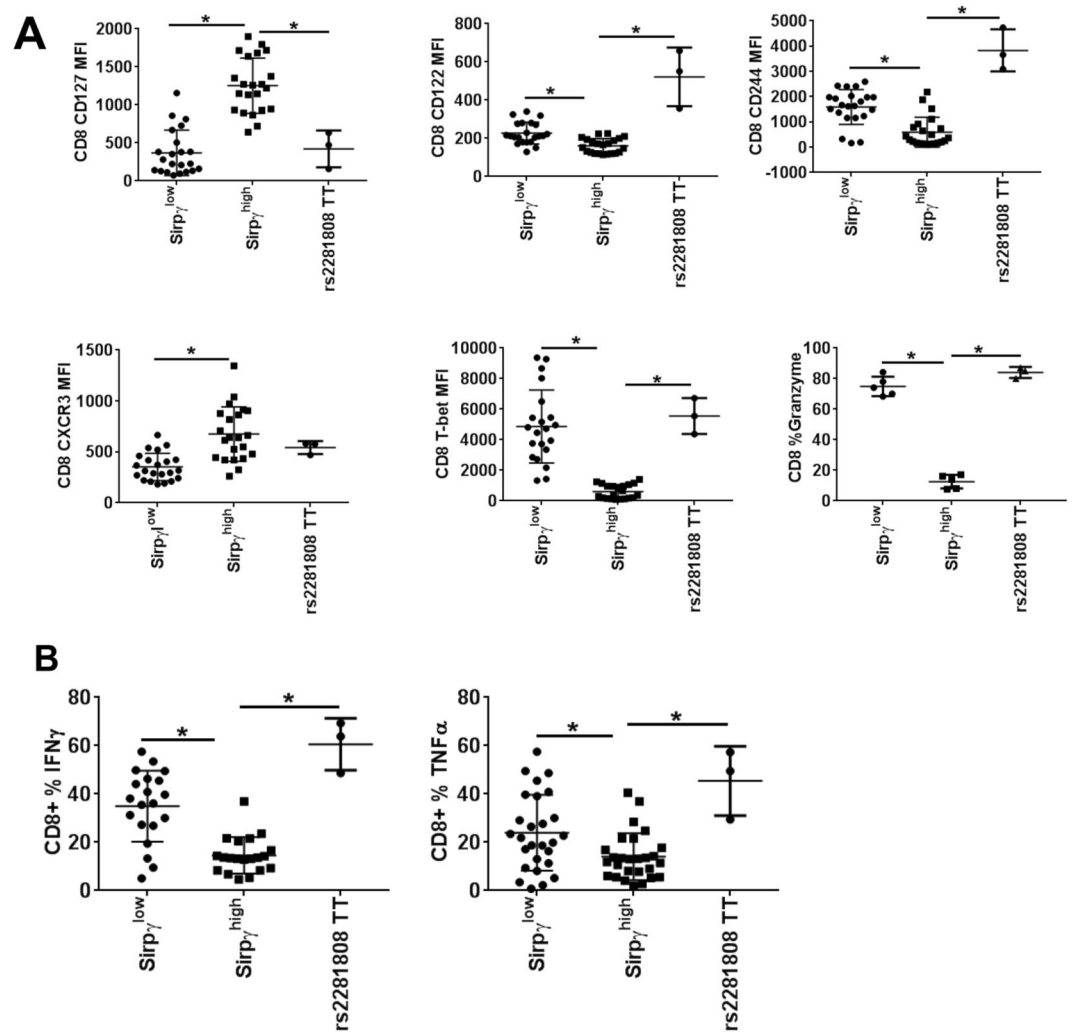 A
CD8 CD127 MFI
2000
1500
1000
500
0
* *
Sirpγlow
Sirpγhigh
rs2281808 TT
CD8 CD122 MFI
800
600
400
200
0
* *
Sirpγlow
Sirpγhigh
rs2281808 TT
CD8 CD244 MFI
5000
4000
3000
2000
1000
0
-1000
* *
Sirpγlow
Sirpγhigh
rs2281808 TT
CD8 CXCR3 MFI
1500
1000
500
0
*
Sirpγlow
Sirpγhigh
rs2281808 TT
CD8 T-bet MFI
10000
8000
6000
4000
2000
0
* *
Sirpγlow
Sirpγhigh
rs2281808 TT
CD8 %Granzyme
100
80
60
40
20
0
* *
Sirpγlow
Sirpγhigh
rs2281808 TT
B
CD8+ % IFNγ
80
60
40
20
0
* *
Sirpγlow
Sirpγhigh
rs2281808 TT
CD8+ % TNFα
80
60
40
20
0
* *
Sirpγlow
Sirpγhigh
rs2281808 TT